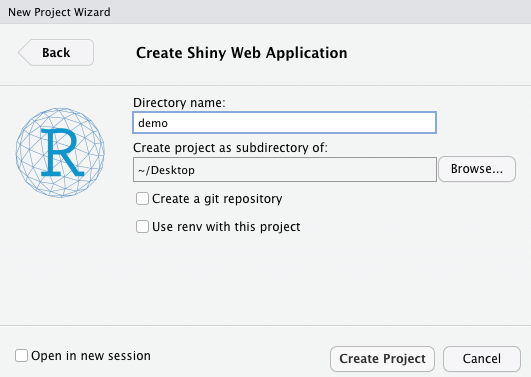 New Project Wizard
Back
Create Shiny Web Application
R
Directory name:
demo
Create project as subdirectory of:
~/Desktop
Browse...
Create a git repository
Use renv with this project
Open in new session
Create Project
Cancel